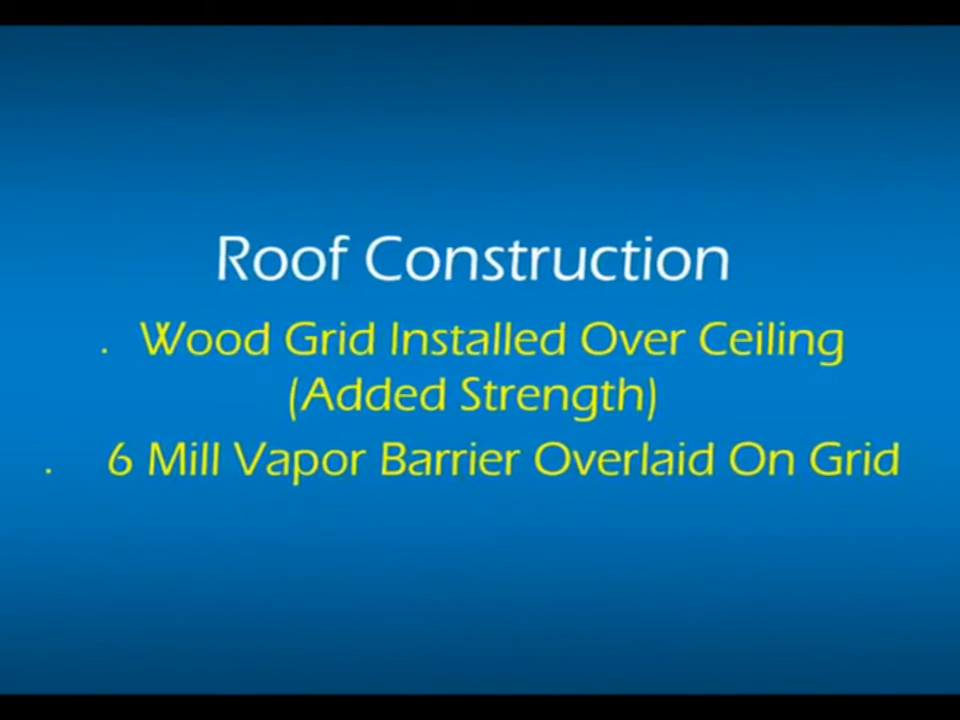 Roof Construction
. Wood Grid Installed Over Ceiling
(Added Strength)
. 6 Mill Vapor Barrier Overlaid On Grid